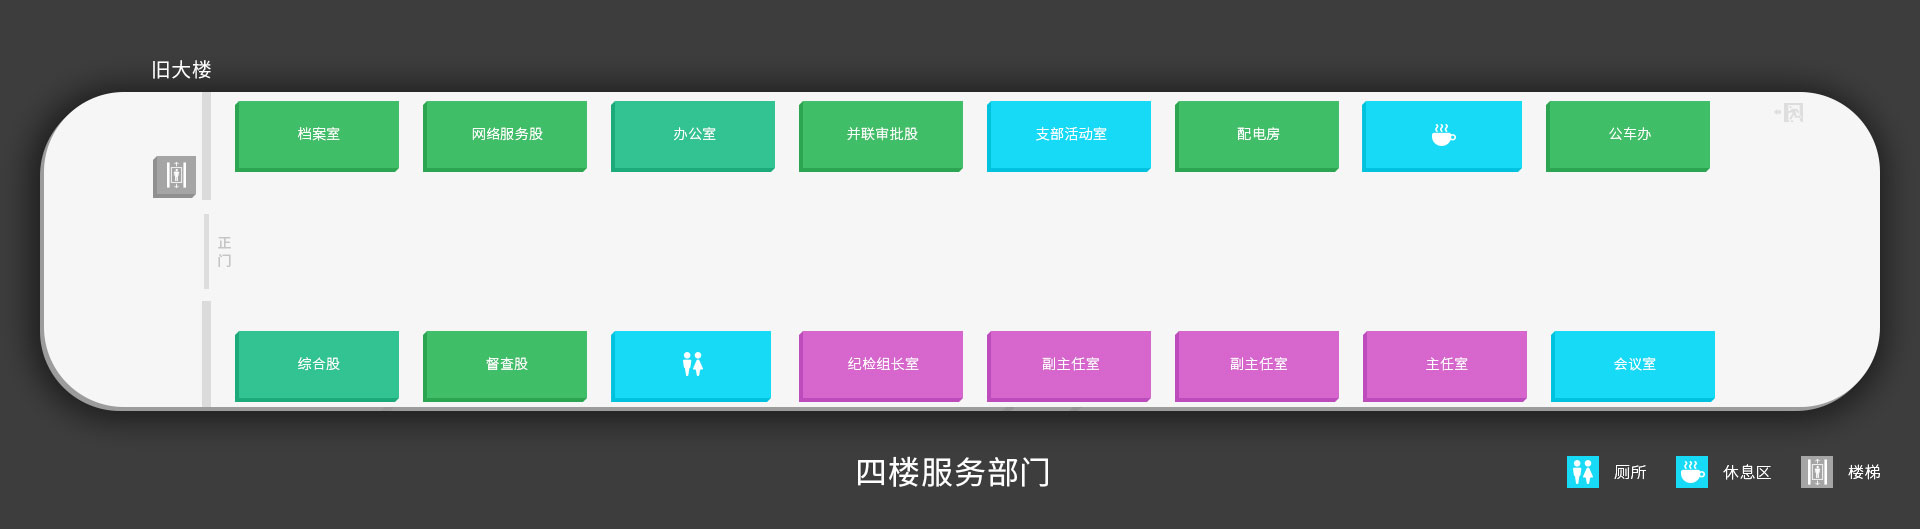 旧大楼
档案室
网络服务股
办公室
并联审批股
支部活动室
配电房
公车办
正
门
综合股
督查股
纪检组长室
副主任室
副主任室
主任室
会议室
四楼服务部门
厕所
休息区
楼梯